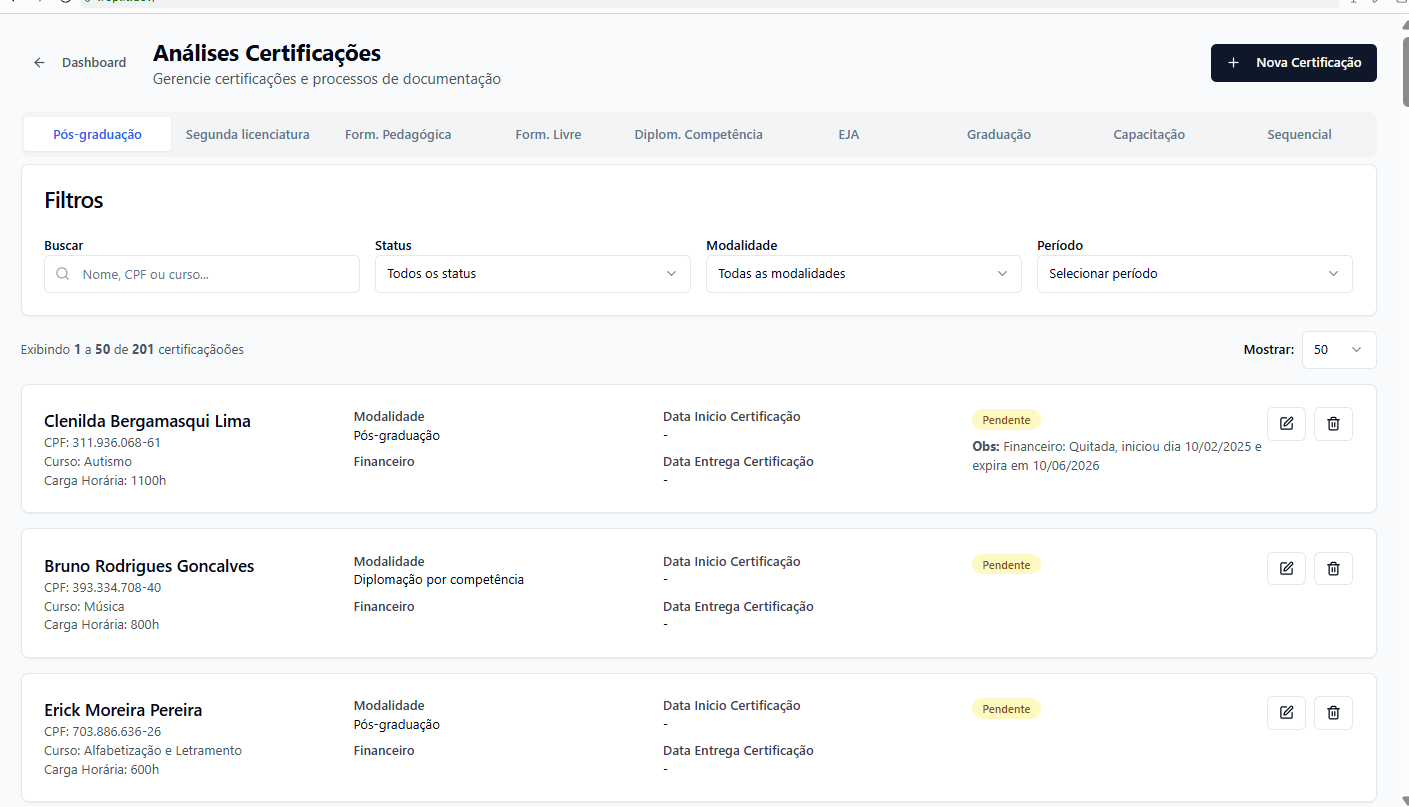 Dashboard
Análises Certificações
Gerencie certificações e processos de documentação
Nova Certificação
Pós-graduação
Segunda licenciatura
Form. Pedagógica
Form. Livre
Diplom. Competência
EJA
Graduação
Capacitação
Sequencial
Filtros
Buscar
Nome, CPF ou curso...
Status
Todos os status
Modalidade
Todas as modalidades
Período
Selecionar período
Exibindo 1 a 50 de 201 certificaçãoões
Mostrar:
50
Clenilda Bergamasqui Lima
CPF: 311.936.068-61
Curso: Autismo
Carga Horária: 1100h
Modalidade
Pós-graduação
Financeiro
Data Inicio Certificação
-
Data Entrega Certificação
-
Pendente
Obs: Financeiro: Quitada, iniciou dia 10/02/2025 e
expira em 10/06/2026
Bruno Rodrigues Goncalves
CPF: 393.334.708-40
Curso: Música
Carga Horária: 800h
Modalidade
Diplomação por competência
Financeiro
Data Inicio Certificação
-
Data Entrega Certificação
-
Pendente
Erick Moreira Pereira
CPF: 703.886.636-26
Curso: Alfabetização e Letramento
Carga Horária: 600h
Modalidade
Pós-graduação
Financeiro
Data Inicio Certificação
-
Data Entrega Certificação
-
Pendente